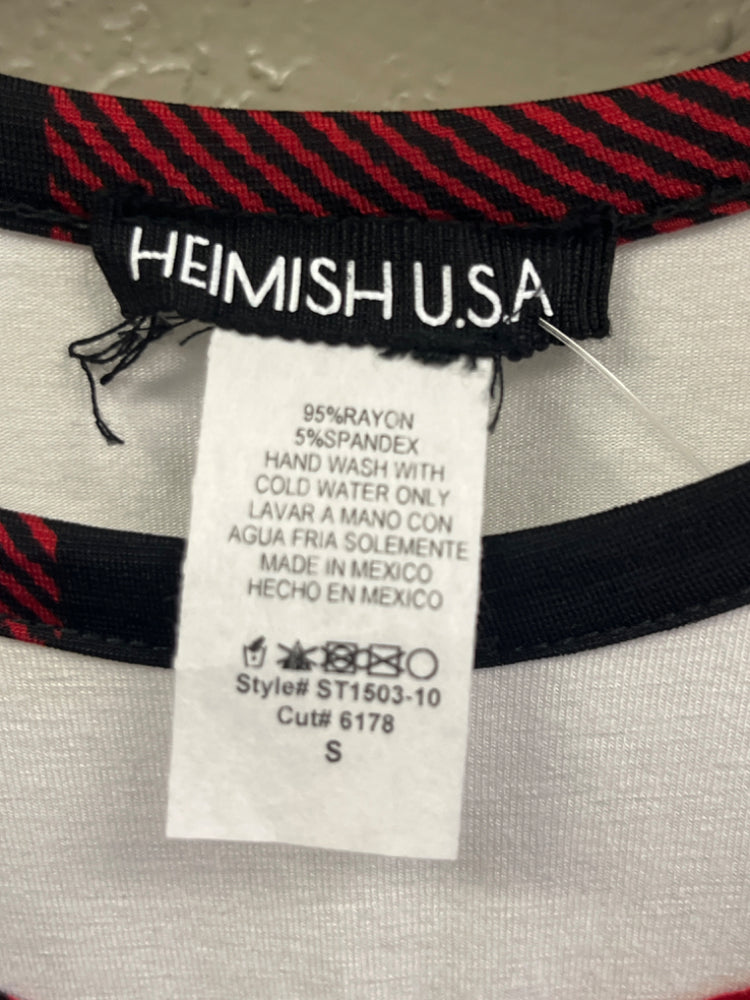 HEIMISH U.S.A
95%RAYON
5%SPANDEX
HAND WASH WITH
COLD WATER ONLY
LAVAR A MANO CON
AGUA FRIA SOLEMENTE
MADE IN MEXICO
HECHO EN MEXICO
Style# ST1503-10
Cut# 6178
S